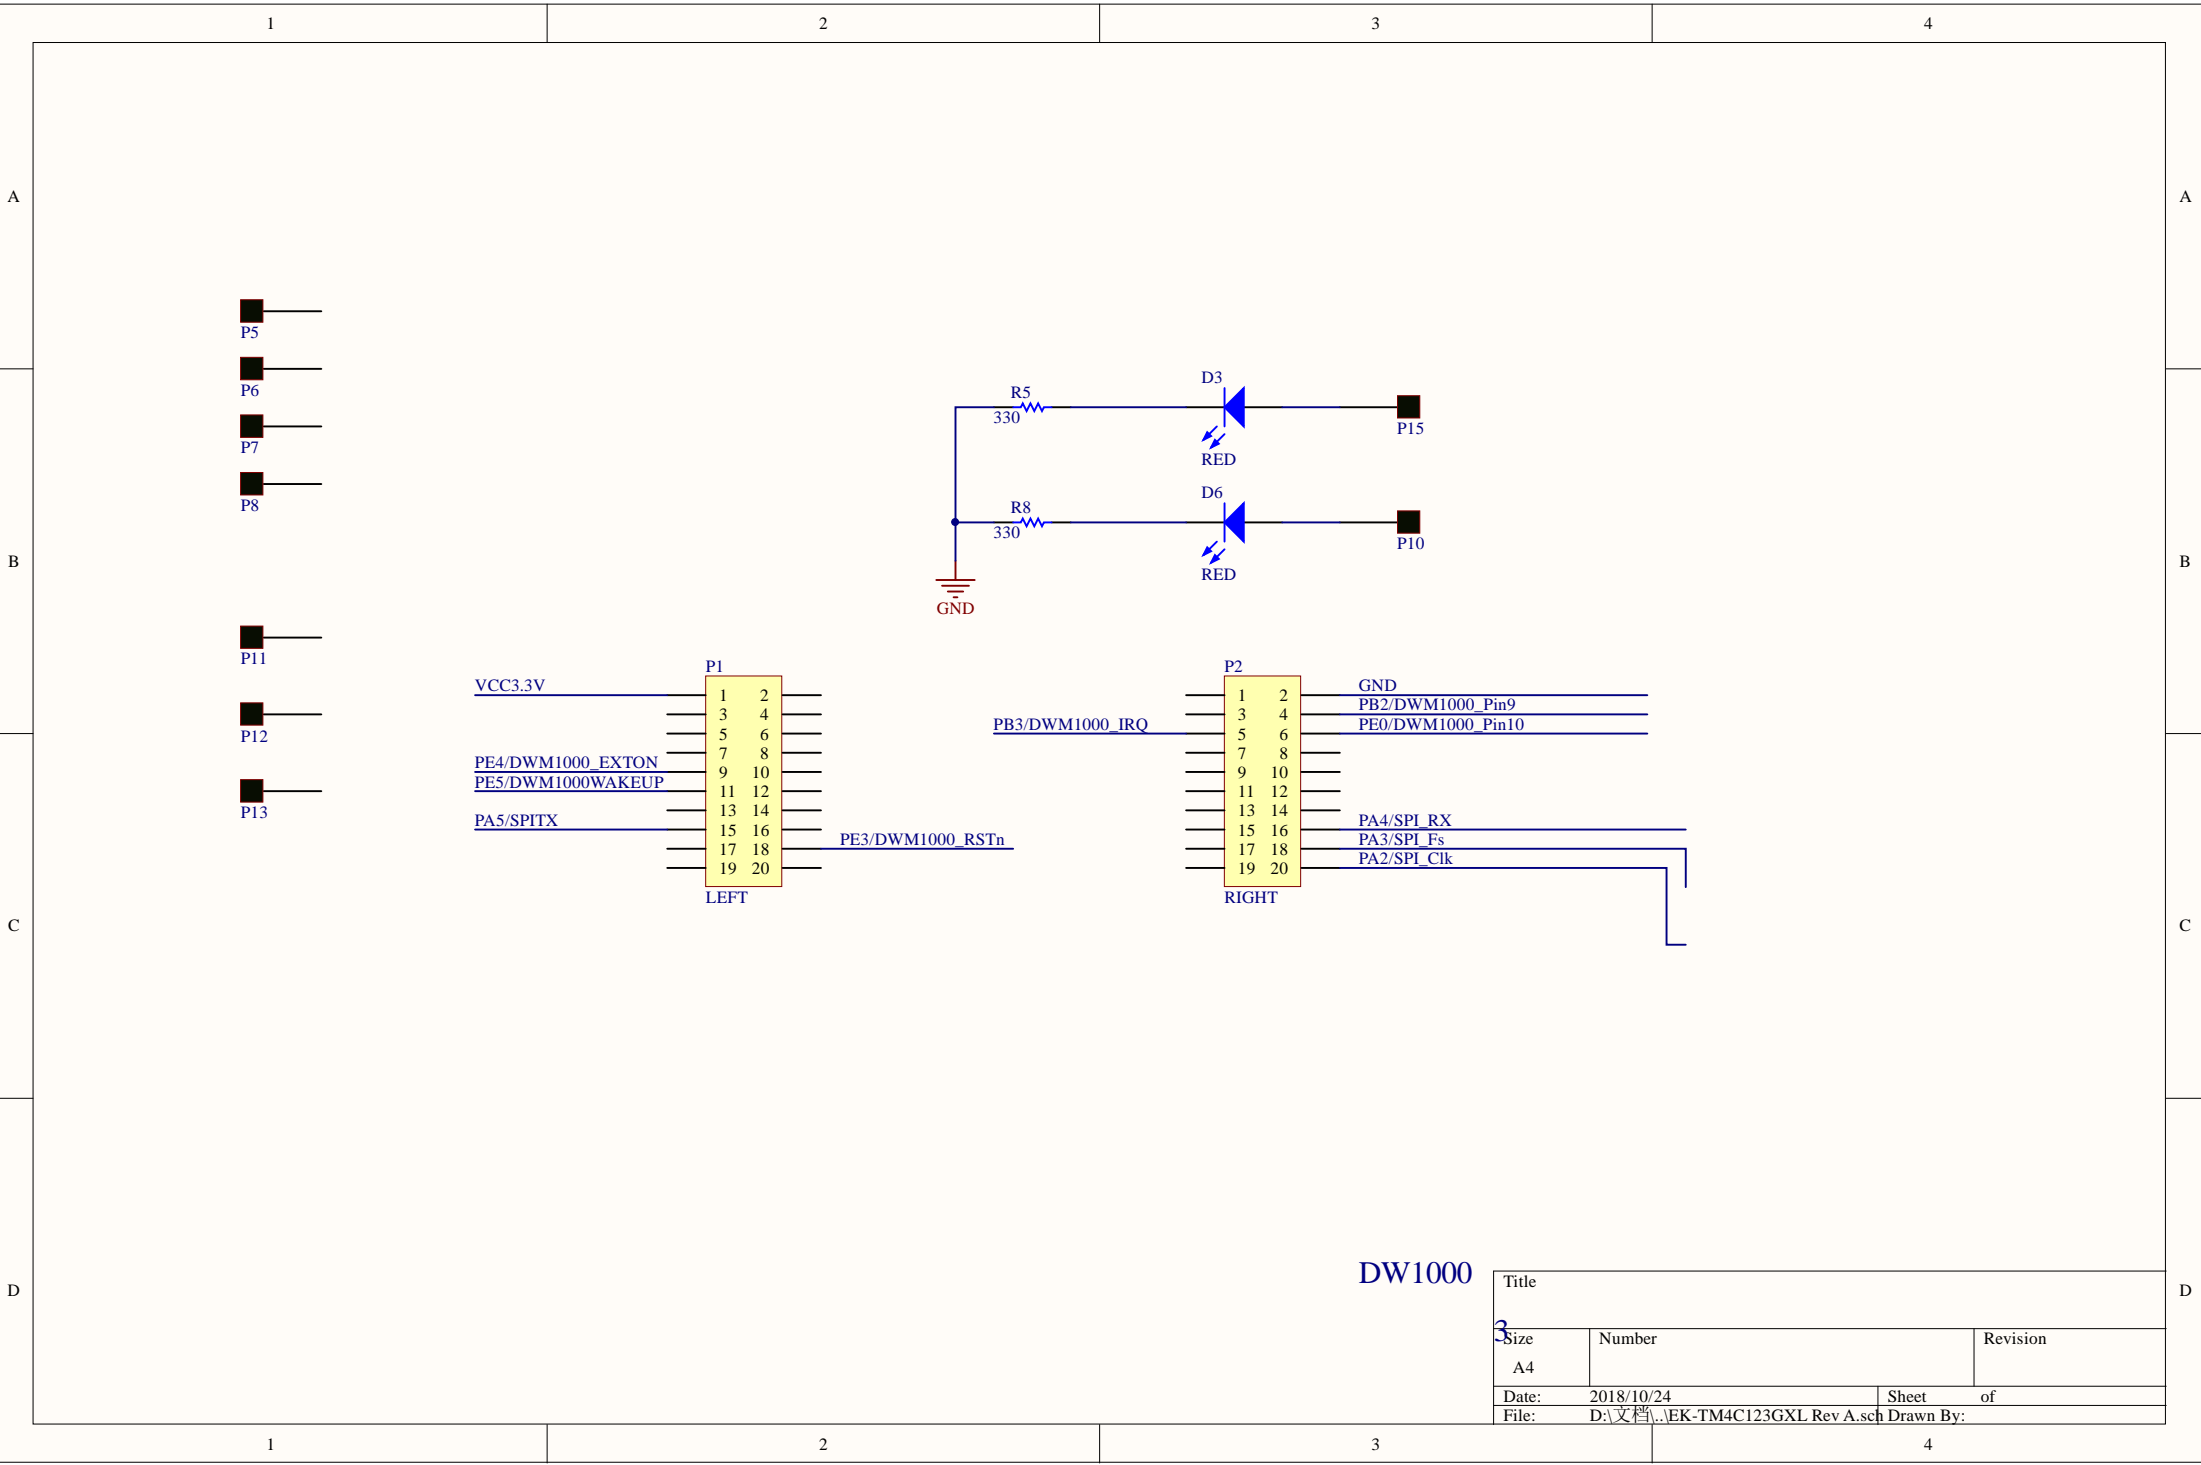 1 2 3 4
A A
P5
P6
D3
R5
330
P15
P7
RED
P8
D6
R8
330
P10
B B
RED
GND
P11
P1 P2
VCC3.3V 1 2 1 2 GND
3 4 3 4 PB2/DWM1000_Pin9
P12
5 6 PB3/DWM1000_IRQ 5 6 PE0/DWM1000_Pin10
7 8 7 8
PE4/DWM1000_EXTON 9 10 9 10
PE5/DWM1000WAKEUP 11 12 11 12
P13
13 14 13 14
PA5/SPITX 15 16 15 16 PA4/SPI_RX
17 18 PE3/DWM1000_RSTn 17 18 PA3/SPI_Fs
19 20 19 20 PA2/SPI_Clk
LEFT RIGHT
C C
DW1000
D D
Title
3
Size Number Revision
A4
Date: 2018/10/24 Sheet of
File: D:\文档\..\EK-TM4C123GXL Rev A.sch Drawn By:
1 2 3 4